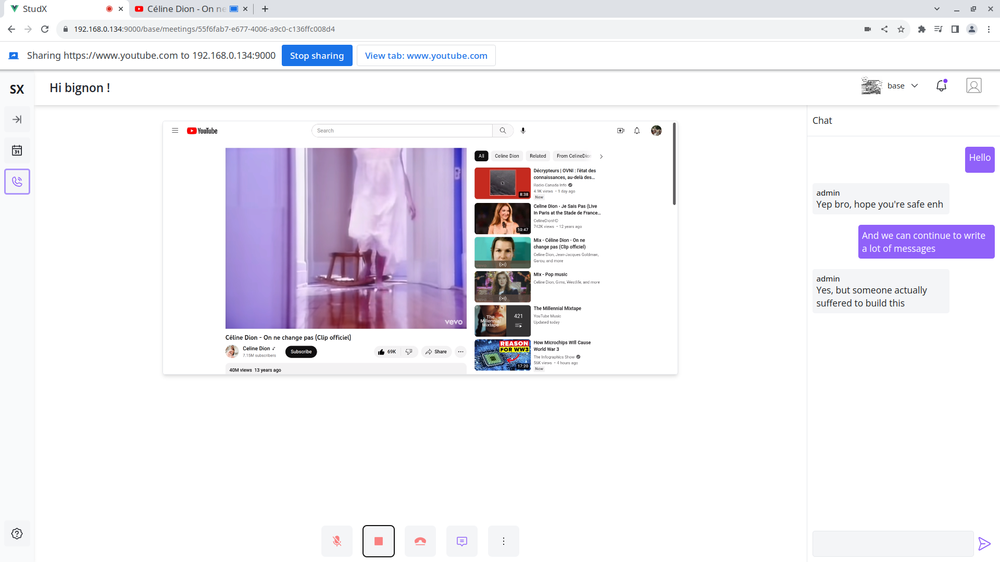 StudX
Céline Dion - On ne
192.168.0.134:9000/base/meetings/55f6fab7-e677-4006-a9c0-c136ffc008d4
Sharing https://www.youtube.com to 192.168.0.134:9000
Stop sharing
View tab: www.youtube.com
SX
Hi bignon !
base
31
YouTube
Search
vevo
Céline Dion - On ne change pas (Clip officiel)
Celine Dion
7.15M subscribers
Subscribe
69K
Share
40M views 13 years ago
All
Celine Dion
Related
From CelineDion
8:38
Décrypteurs | OVNI : l'état des
connaissances, au-delà des...
Radio-Canada Info
4.9K views • 1 day ago
New
10:47
Celine Dion - Je Sais Pas (Live
in Paris at the Stade de France...
CelineDionHD
742K views • 12 years ago
vevo
Mix - Céline Dion - On ne
change pas (Clip officiel)
Celine Dion, Jean-Jacques Goldman,
Garou, and more
vevo
Mix - Pop music
Celine Dion, Gims, Westlife, and more
The
Millennial
Mixtape
421
The Millennial Mixtape
YouTube Music
Updated today
REASON
FOR WW3
17:20
How Microchips Will Cause
World War 3
The Infographics Show
56K views • 4 hours ago
New
Chat
Hello
admin
Yep bro, hope you're safe enh
And we can continue to write
a lot of messages
admin
Yes, but someone actually
suffered to build this